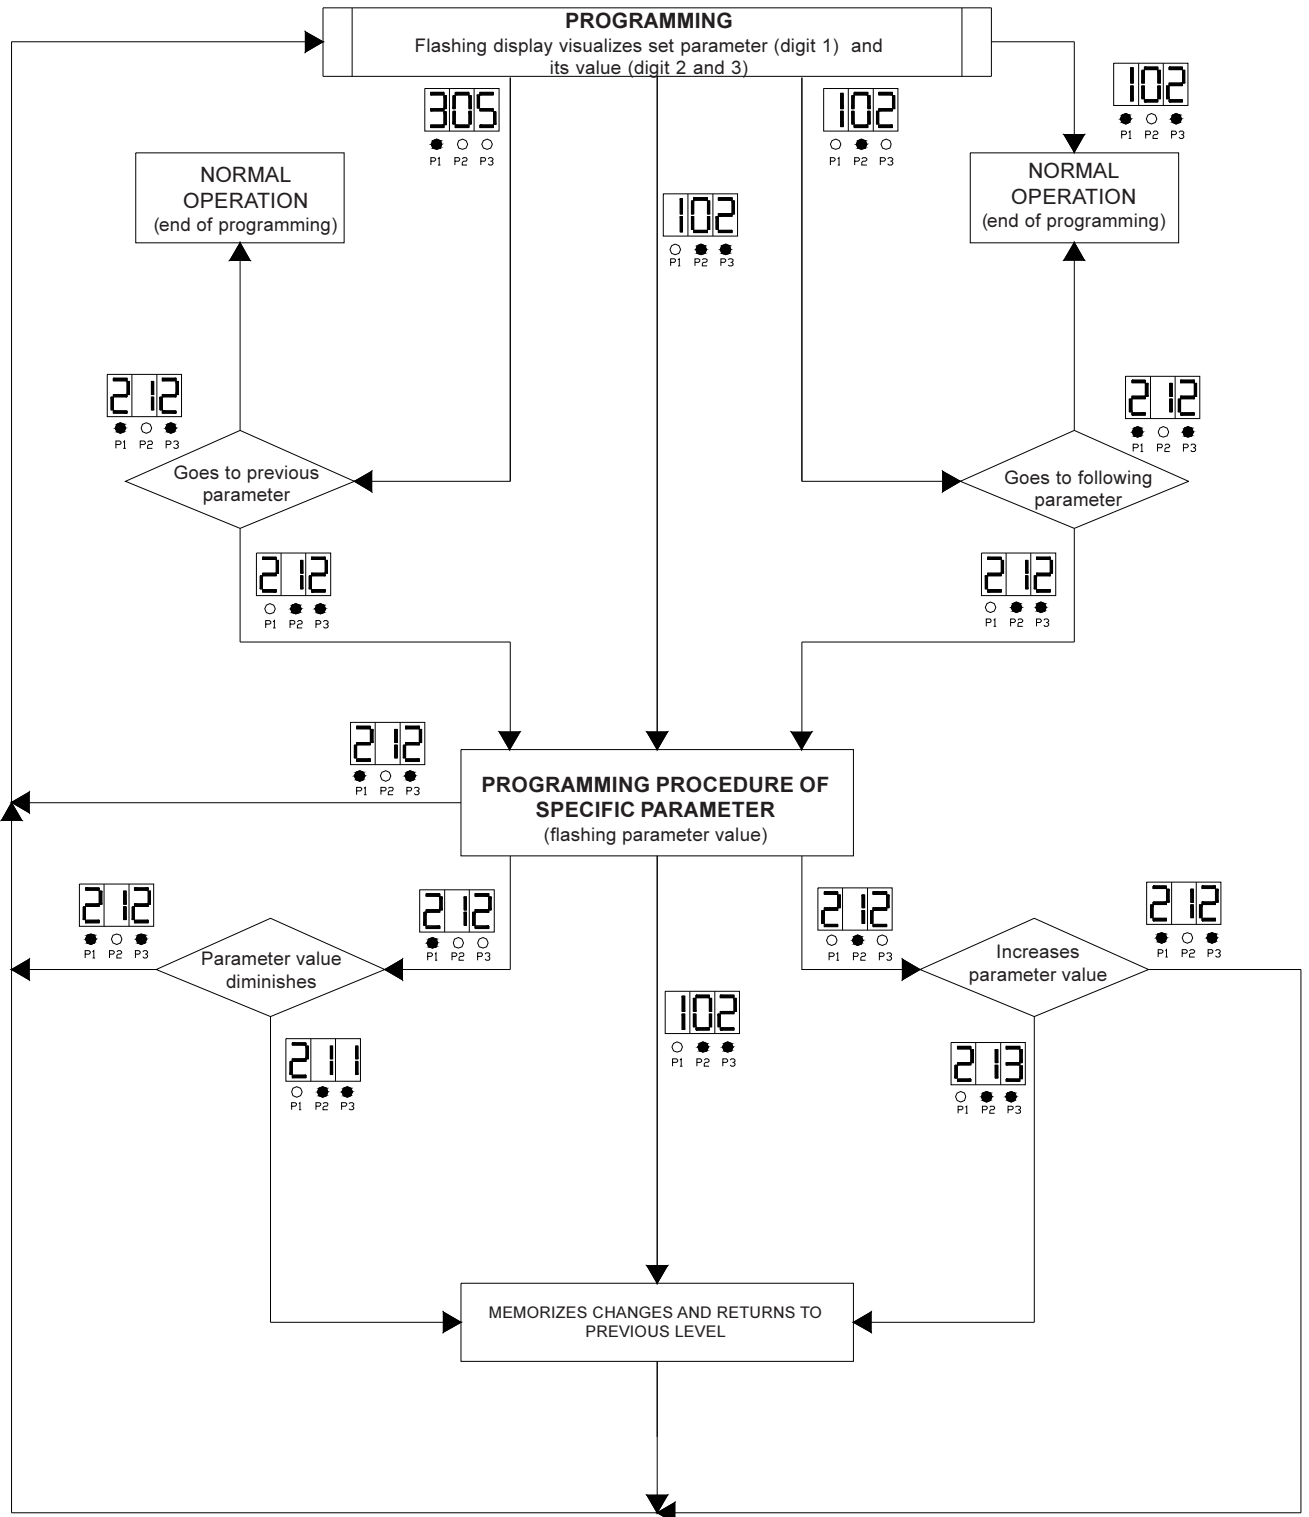 PROGRAMMING
Flashing display visualizes set parameter (digit 1) and
its value (digit 2 and 3)
305
P1 P2 P3
102
P1 P2 P3
102
P1 P2 P3
NORMAL
OPERATION
(end of programming)
102
P1 P2 P3
NORMAL
OPERATION
(end of programming)
212
P1 P2 P3
212
P1 P2 P3
Goes to previous
parameter
Goes to following
parameter
212
P1 P2 P3
212
P1 P2 P3
212
P1 P2 P3
PROGRAMMING PROCEDURE OF
SPECIFIC PARAMETER
(flashing parameter value)
212
P1 P2 P3
212
P1 P2 P3
212
P1 P2 P3
212
P1 P2 P3
Parameter value
diminishes
Increases
parameter value
102
P1 P2 P3
211
P1 P2 P3
213
P1 P2 P3
MEMORIZES CHANGES AND RETURNS TO
PREVIOUS LEVEL